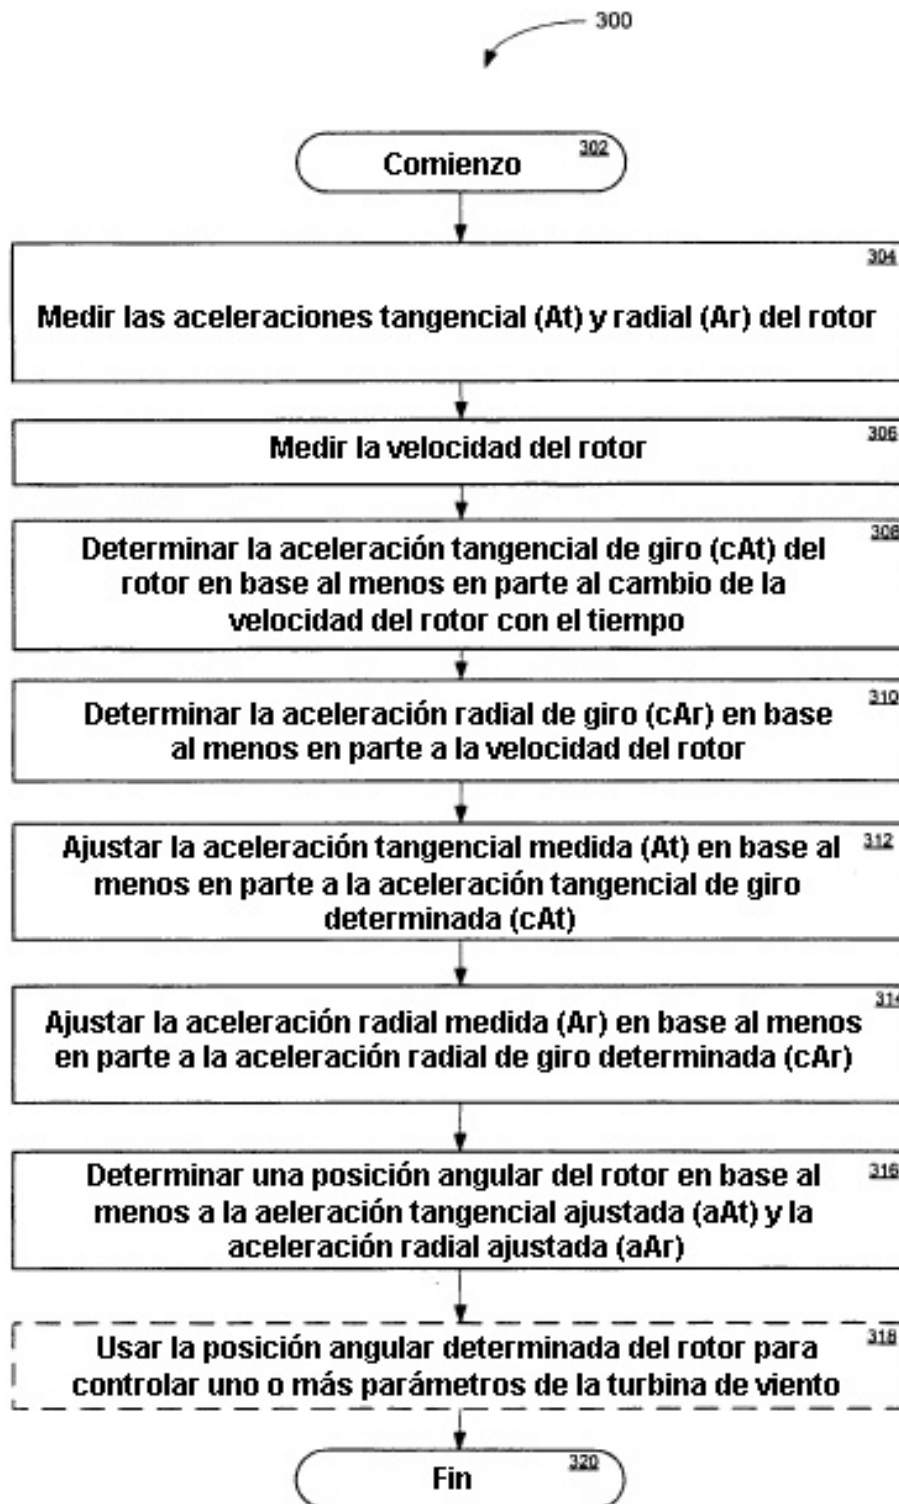 300
302
Comienzo
304
Medir las aceleraciones tangencial (At) y radial (Ar) del rotor
306
Medir la velocidad del rotor
308
Determinar la aceleración tangencial de giro (cAt) del
rotor en base al menos en parte al cambio de la
velocidad del rotor con el tiempo
310
Determinar la aceleración radial de giro (cAr) en base
al menos en parte a la velocidad del rotor
312
Ajustar la aceleración tangencial medida (At) en base al
menos en parte a la aceleración tangencial de giro
determinada (cAt)
314
Ajustar la aceleración radial medida (Ar) en base al menos
en parte a la aceleración radial de giro determinada (cAr)
316
Determinar una posición angular del rotor en base al
menos a la aeleración tangencial ajustada (aAt) y la
aceleración radial ajustada (aAr)
318
Usar la posición angular determinada del rotor para
controlar uno o más parámetros de la turbina de viento
320
Fin